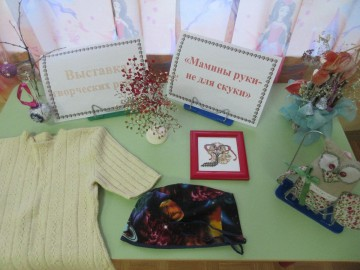 Выставка
творческих
«Мамины руки-
не для скуки»